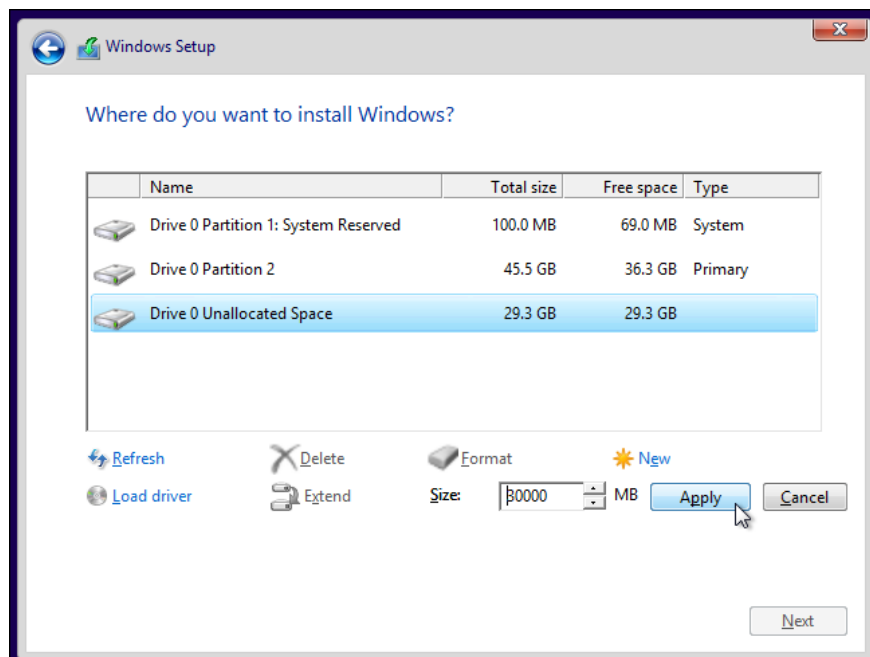 Windows Setup
Where do you want to install Windows?
Name Total size Free space Type
Drive 0 Partition 1: System Reserved 100.0 MB 69.0 MB System
Drive 0 Partition 2 45.5 GB 36.3 GB Primary
Drive 0 Unallocated Space 29.3 GB 29.3 GB
Refresh Delete Format New
Load driver Extend Size: 30000 MB Apply Cancel
Next